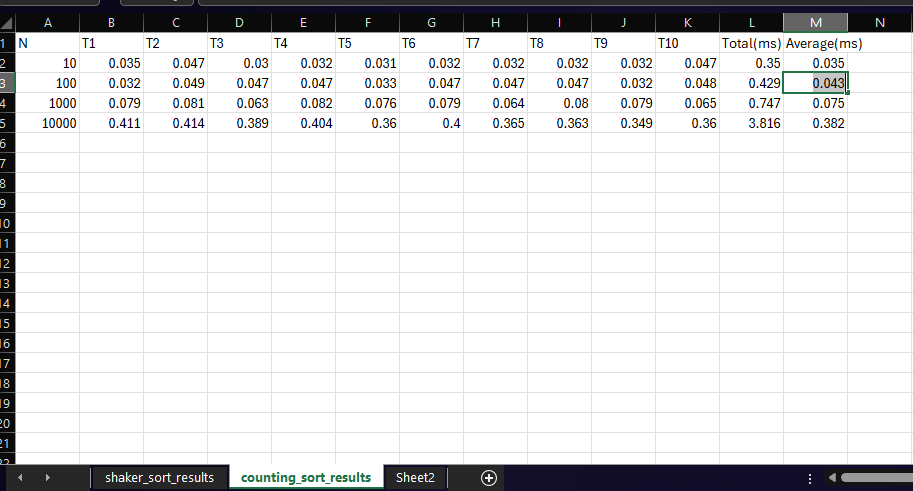 A B C D E F G H I J K L M N
1 N T1 T2 T3 T4 T5 T6 T7 T8 T9 T10 Total(ms) Average(ms)
2 10 0.035 0.047 0.03 0.032 0.031 0.032 0.032 0.032 0.032 0.047 0.35 0.035
3 100 0.032 0.049 0.047 0.047 0.033 0.047 0.047 0.047 0.032 0.048 0.429 0.043
4 1000 0.079 0.081 0.063 0.082 0.076 0.079 0.064 0.08 0.079 0.065 0.747 0.075
5 10000 0.411 0.414 0.389 0.404 0.36 0.4 0.365 0.363 0.349 0.36 3.816 0.382
6
7
8
9
10
11
12
13
14
15
16
17
18
19
20
21
22
shaker_sort_results counting_sort_results Sheet2